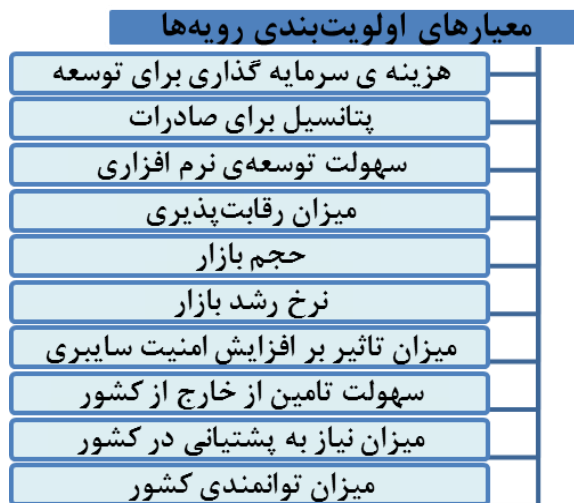 معیارهای اولویت‌بندی رویه‌ها
هزینه ی سرمایه گذاری برای توسعه
پتانسیل برای صادرات
سهولت توسعه‌ی نرم افزاری
میزان رقابت‌پذیری
حجم بازار
نرخ رشد بازار
میزان تاثیر بر افزایش امنیت سایبری
سهولت تامین از خارج از کشور
میزان نیاز به پشتیانی در کشور
میزان توانمندی کشور